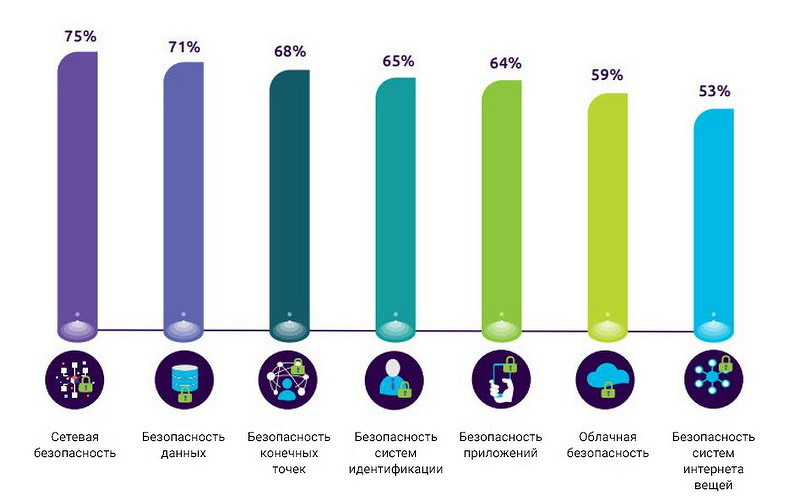 75%
71%
68%
65%
64%
59%
53%
Сетевая
безопасность
Безопасность
данных
Безопасность
конечных
точек
Безопасность
систем
идентификации
Безопасность
приложений
Облачная
безопасность
Безопасность
систем
интернета
вещей